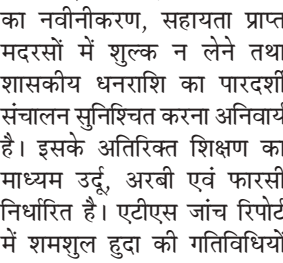 का नवीनीकरण, सहायता प्राप्त
मदरसों में शुल्क न लेने तथा
शासकीय धनराशि का पारदर्शी
संचालन सुनिश्चित करना अनिवार्य
है। इसके अतिरिक्त शिक्षण का
माध्यम उर्दू, अरबी एवं फारसी
निर्धारित है। एटीएस जांच रिपोर्ट
में शमशुल हुदा की गतिविधियों